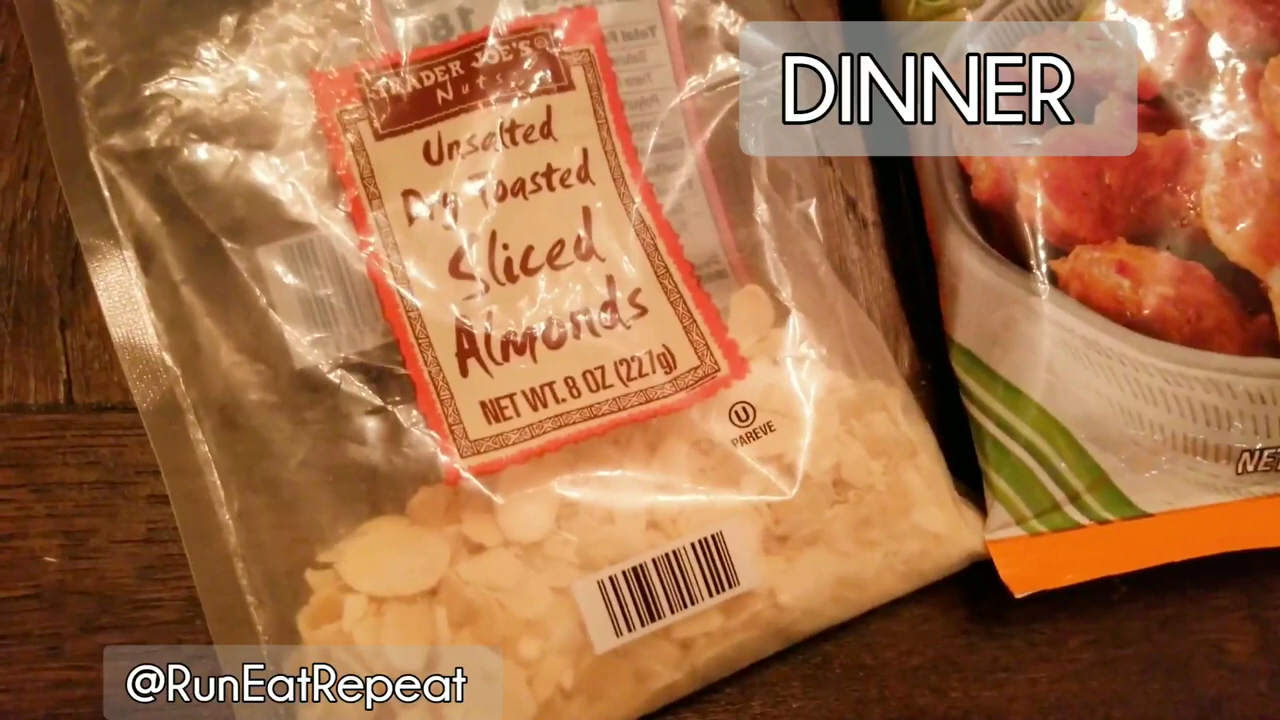 DINNER
TRADER JOE'S®
Nuts
Unsalted
Dry Toasted
Sliced
Almonds
NET WT. 8 OZ (227g)
U
PAREVE
@RunEatRepeat